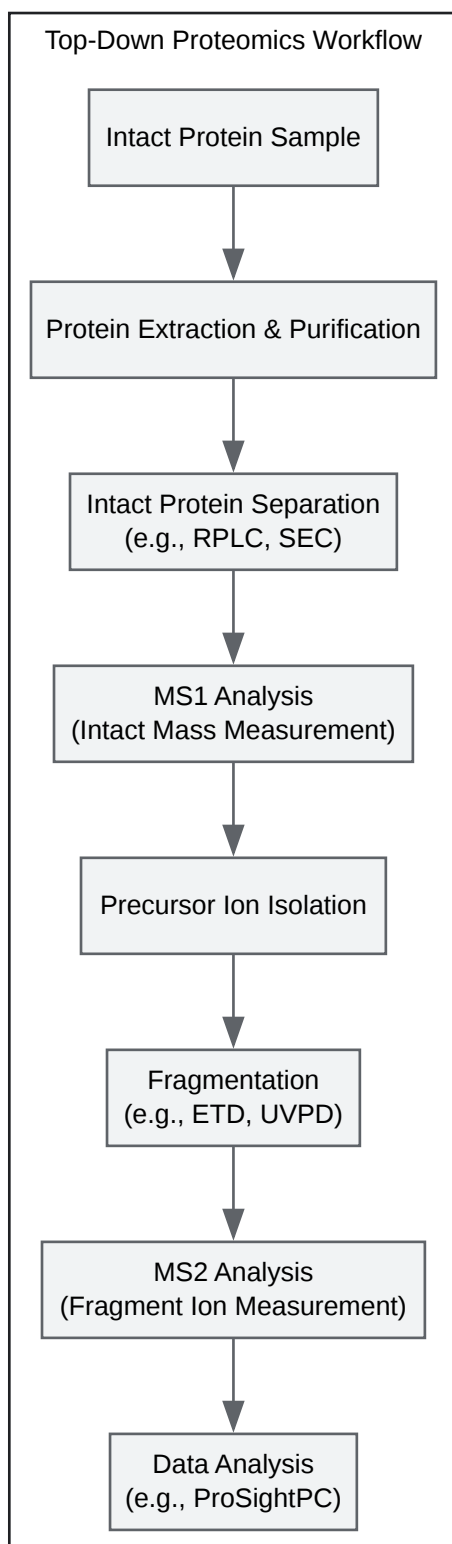 Top-Down Proteomics Workflow
Intact Protein Sample
Protein Extraction & Purification
Intact Protein Separation
(e.g., RPLC, SEC)
MS1 Analysis
(Intact Mass Measurement)
Precursor Ion Isolation
Fragmentation
(e.g., ETD, UVPD)
MS2 Analysis
(Fragment Ion Measurement)
Data Analysis
(e.g., ProSightPC)